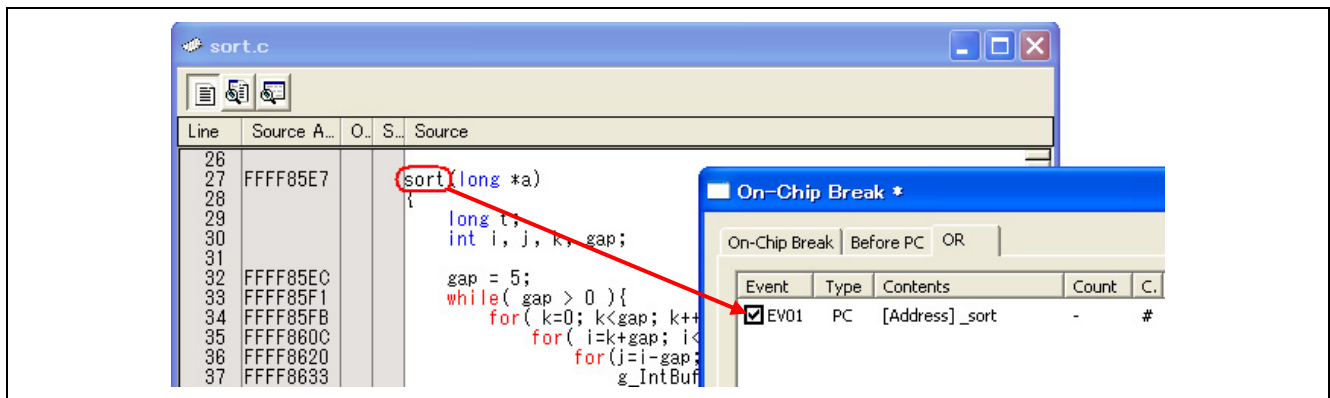 sort.c
Line Source A... O.. S... Source
26
27 FFFF85E7 sort(long *a)
28 {
29 long t;
30 int i, j, k, gap;
31
32 FFFF85EC gap = 5;
33 FFFF85F1 while( gap > 0 ){
34 FFFF85FB for( k=0; k<gap; k++
35 FFFF860C for( i=k+gap; i<
36 FFFF8620 for(j=i-gap;
37 FFFF8633 g_IntBuf
On-Chip Break *
On-Chip Break Before PC OR
Event Type Contents Count C.
EV01 PC [Address] _sort - #